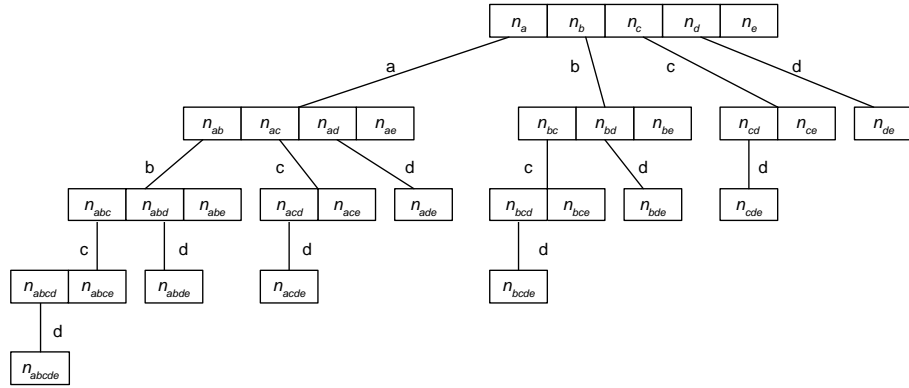 n_a n_b n_c n_d n_e
a b c d
n_ab n_ac n_ad n_ae n_bc n_bd n_be n_cd n_ce n_de
b c d c d d
n_abc n_abd n_abe n_acd n_ace n_ade n_bcd n_bce n_bde n_cde
c d d d
n_abcd n_abce n_abde n_acde n_bcde
d
n_abcde